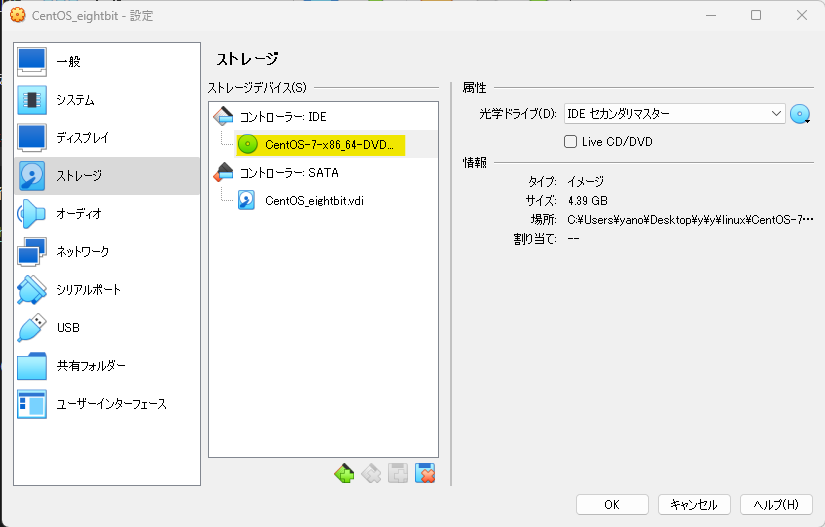 CentOS_eightbit - 設定
一般
システム
ディスプレイ
ストレージ
オーディオ
ネットワーク
シリアルポート
USB
共有フォルダー
ユーザーインターフェース
ストレージ
ストレージデバイス(S)
コントローラー: IDE
CentOS-7-x86_64-DVD...
コントローラー: SATA
CentOS_eightbit.vdi
属性
光学ドライブ(D): IDE セカンダリマスター
Live CD/DVD
情報
タイプ: イメージ
サイズ: 4.39 GB
場所: C:¥Users¥yano¥Desktop¥y¥y¥linux¥CentOS-7···
割り当て: --
OK キャンセル ヘルプ(H)